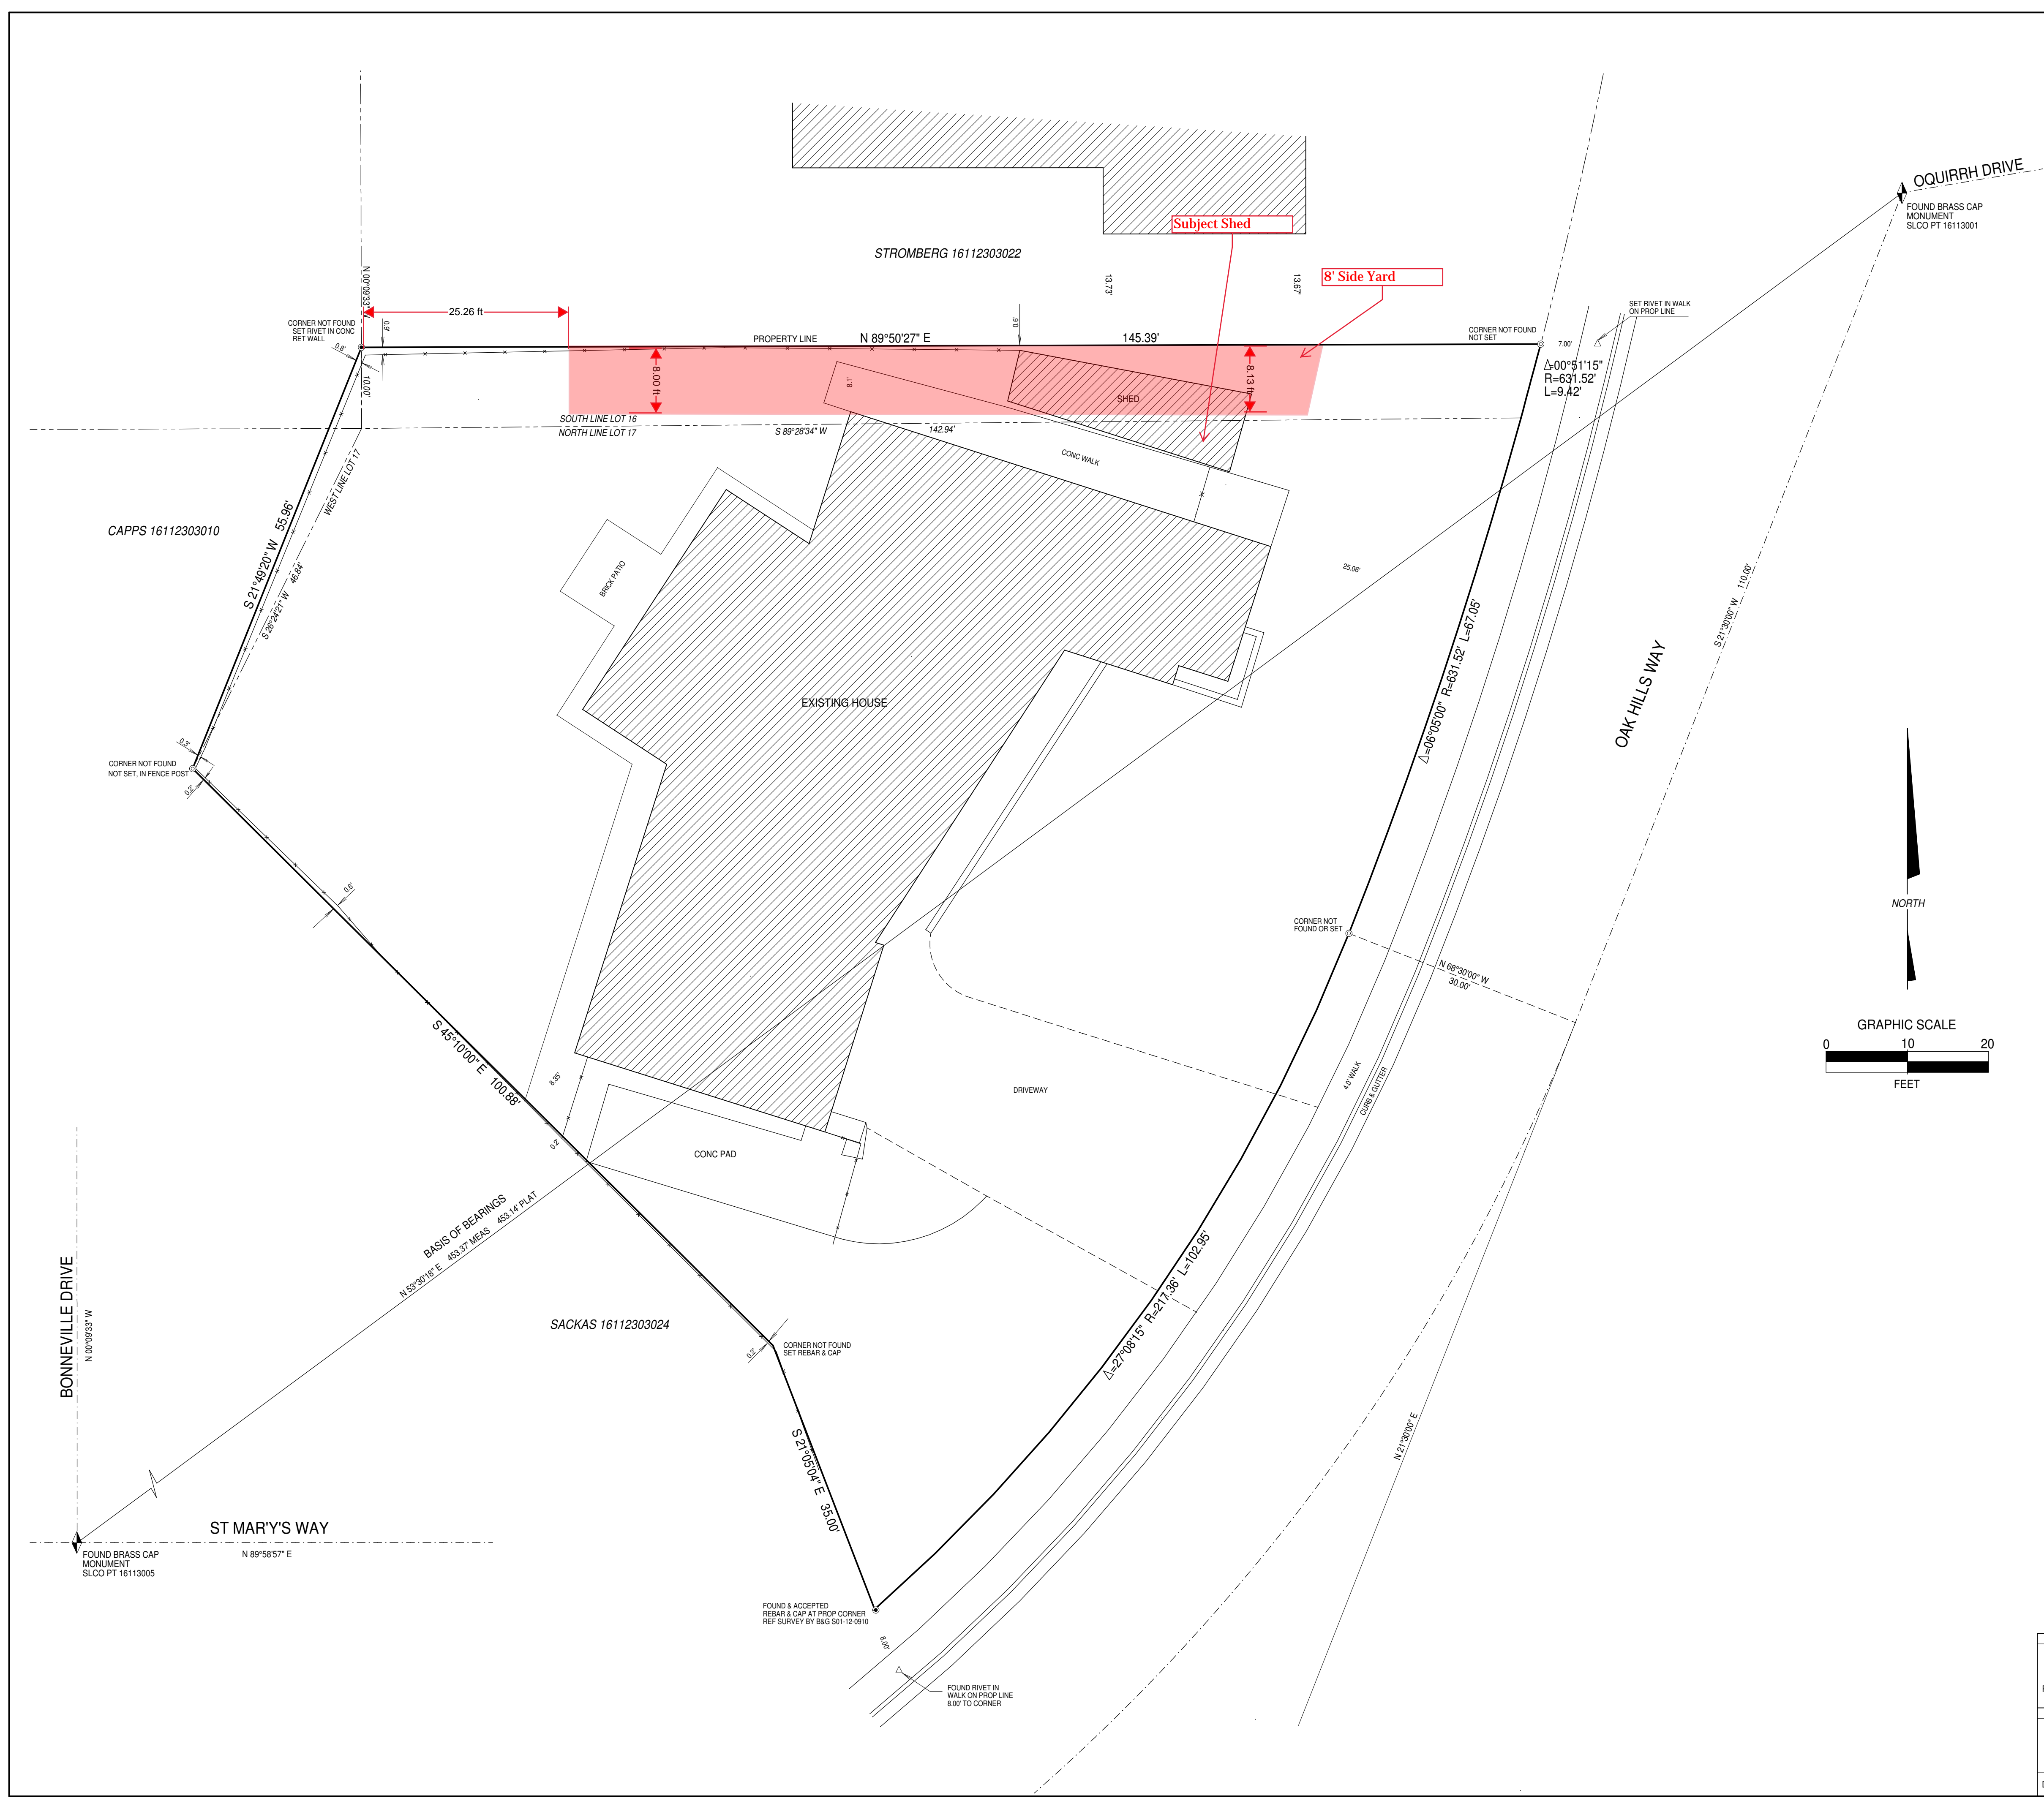 OQUIRRH DRIVE
FOUND BRASS CAP
MONUMENT
SLCO PT 16113001
Subject Shed
STROMBERG 16112303022
8' Side Yard
13.73'
13.67'
N 00°09'33" W
25.26 ft
SET RIVET IN WALK
ON PROP LINE
CORNER NOT FOUND
SET RIVET IN CONC
RET WALL
0.9'
0.9'
PROPERTY LINE
N 89°50'27" E
145.39'
CORNER NOT FOUND
NOT SET
7.00'
0.8'
10.00'
8.00 ft
8.1'
8.13 ft
Δ=00°51'15"
R=631.52'
L=9.42'
SHED
SOUTH LINE LOT 16
NORTH LINE LOT 17
S 89°28'34" W
142.94'
CONC WALK
WEST LINE LOT 17
CAPPS 16112303010
S 21°49'20" W 55.96'
S 26°24'21" W 46.84'
BRICK PATIO
25.06'
S 21°30'00" W 110.00'
Δ=06°05'00" R=631.52' L=67.05'
OAK HILLS WAY
EXISTING HOUSE
0.3'
CORNER NOT FOUND
NOT SET, IN FENCE POST
0.2'
0.6'
CORNER NOT
FOUND OR SET
N 68°30'00" W
30.00'
NORTH
GRAPHIC SCALE
0 10 20
FEET
S 45°10'00" E 100.88'
8.35'
DRIVEWAY
4.0' WALK
CURB & GUTTER
0.2'
CONC PAD
BASIS OF BEARINGS
N 53°30'18" E 453.37' MEAS 453.14' PLAT
Δ=27°08'15" R=217.36' L=102.95'
BONNEVILLE DRIVE
N 00°09'33" W
SACKAS 16112303024
0.2'
CORNER NOT FOUND
SET REBAR & CAP
N 21°30'00" E
S 21°05'04" E 35.00'
ST MAR'Y'S WAY
N 89°58'57" E
FOUND BRASS CAP
MONUMENT
SLCO PT 16113005
FOUND & ACCEPTED
REBAR & CAP AT PROP CORNER
REF SURVEY BY B&G S01-12-0910
8.00'
FOUND RIVET IN
WALK ON PROP LINE
8.00' TO CORNER